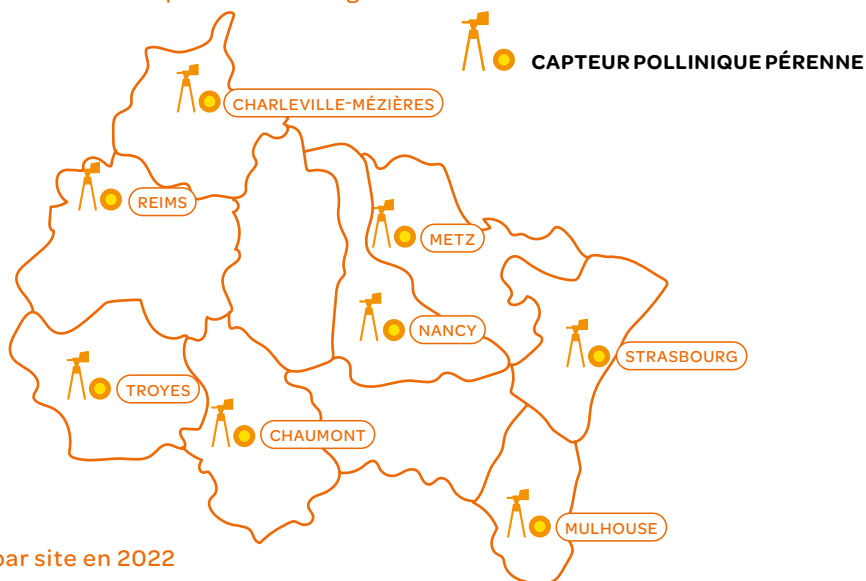 CAPTEUR POLLINIQUE PÉRENNE
CHARLEVILLE-MÉZIÈRES
REIMS
METZ
NANCY
STRASBOURG
TROYES
CHAUMONT
MULHOUSE
par site en 2022